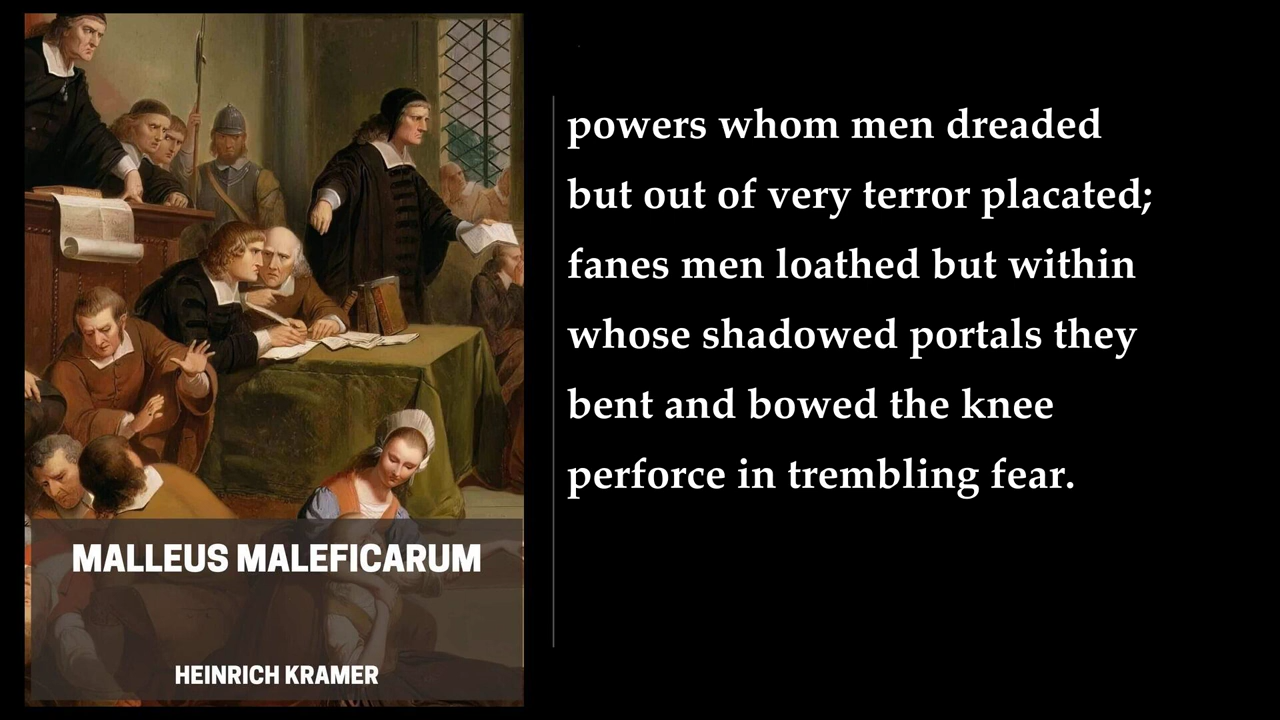 MALLEUS MALEFICARUM
HEINRICH KRAMER
powers whom men dreaded
but out of very terror placated;
fanes men loathed but within
whose shadowed portals they
bent and bowed the knee
perforce in trembling fear.